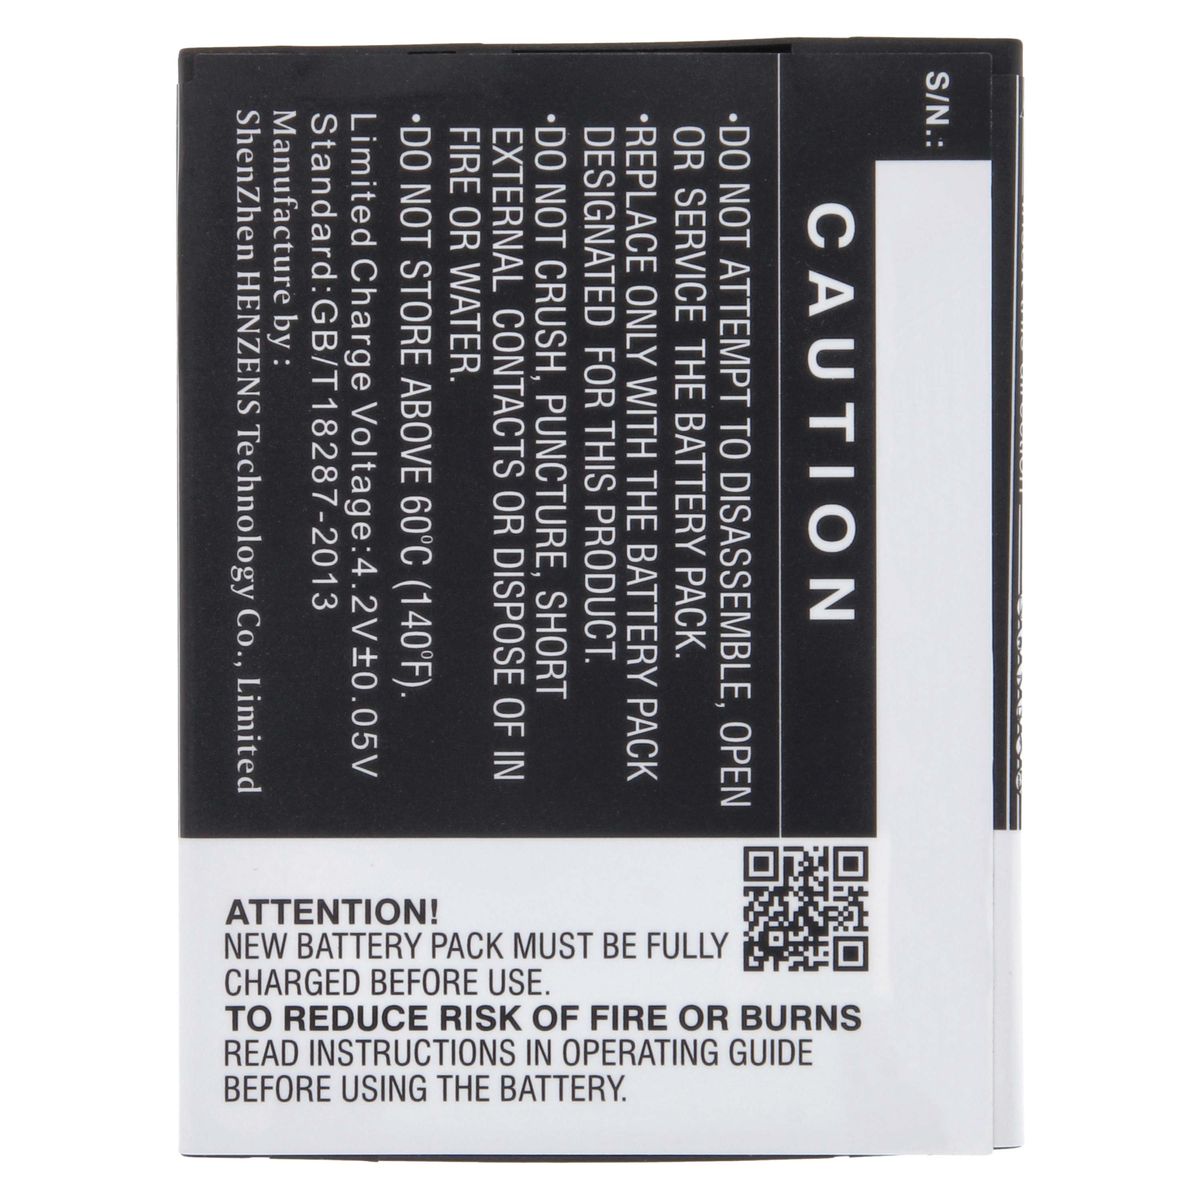 S/N.:
CAUTION
•DO NOT ATTEMPT TO DISASSEMBLE, OPEN
OR SERVICE THE BATTERY PACK.
•REPLACE ONLY WITH THE BATTERY PACK
DESIGNATED FOR THIS PRODUCT.
•DO NOT CRUSH, PUNCTURE, SHORT
EXTERNAL CONTACTS OR DISPOSE OF IN
FIRE OR WATER.
•DO NOT STORE ABOVE 60⁰C (140⁰F).
Limited Charge Voltage:4.2V±0.05V
Standard:GB/T18287-2013
Manufacture by :
ShenZhen HENZENS Technology Co., Limited
ATTENTION!
NEW BATTERY PACK MUST BE FULLY
CHARGED BEFORE USE.
TO REDUCE RISK OF FIRE OR BURNS
READ INSTRUCTIONS IN OPERATING GUIDE
BEFORE USING THE BATTERY.